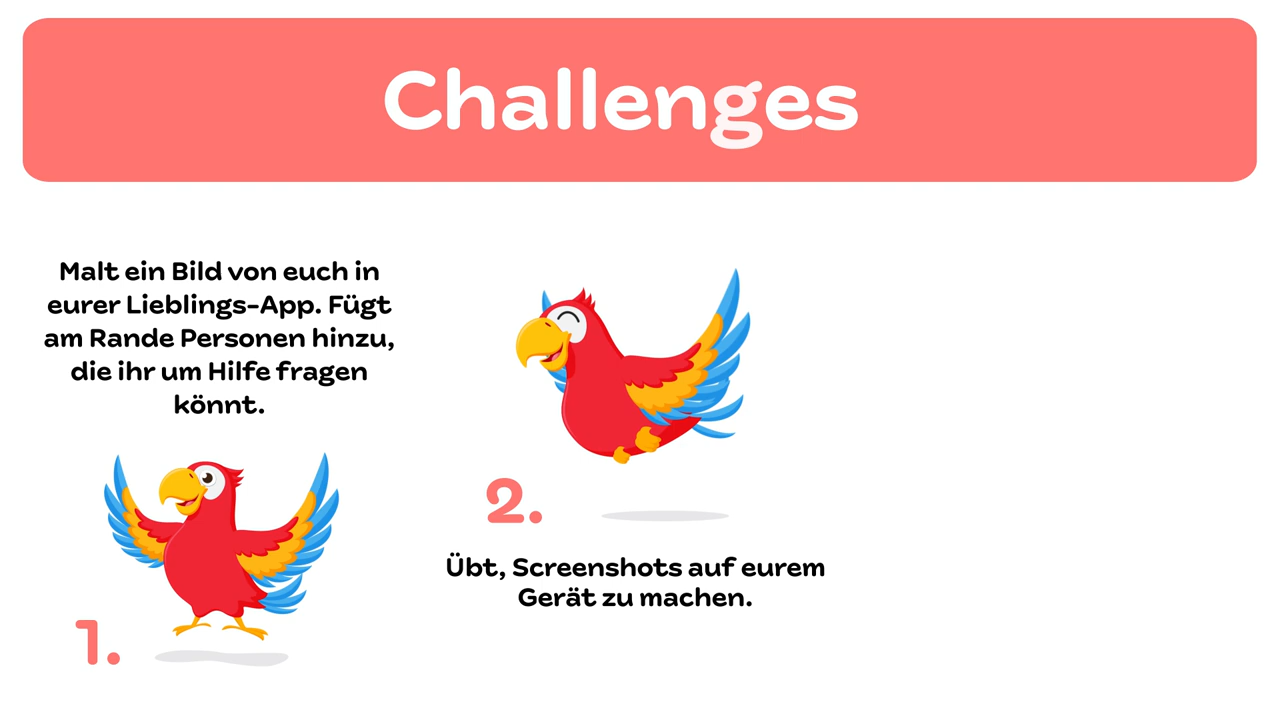 Challenges
Malt ein Bild von euch in
eurer Lieblings-App. Fügt
am Rande Personen hinzu,
die ihr um Hilfe fragen
könnt.
1.
2.
Übt, Screenshots auf eurem
Gerät zu machen.